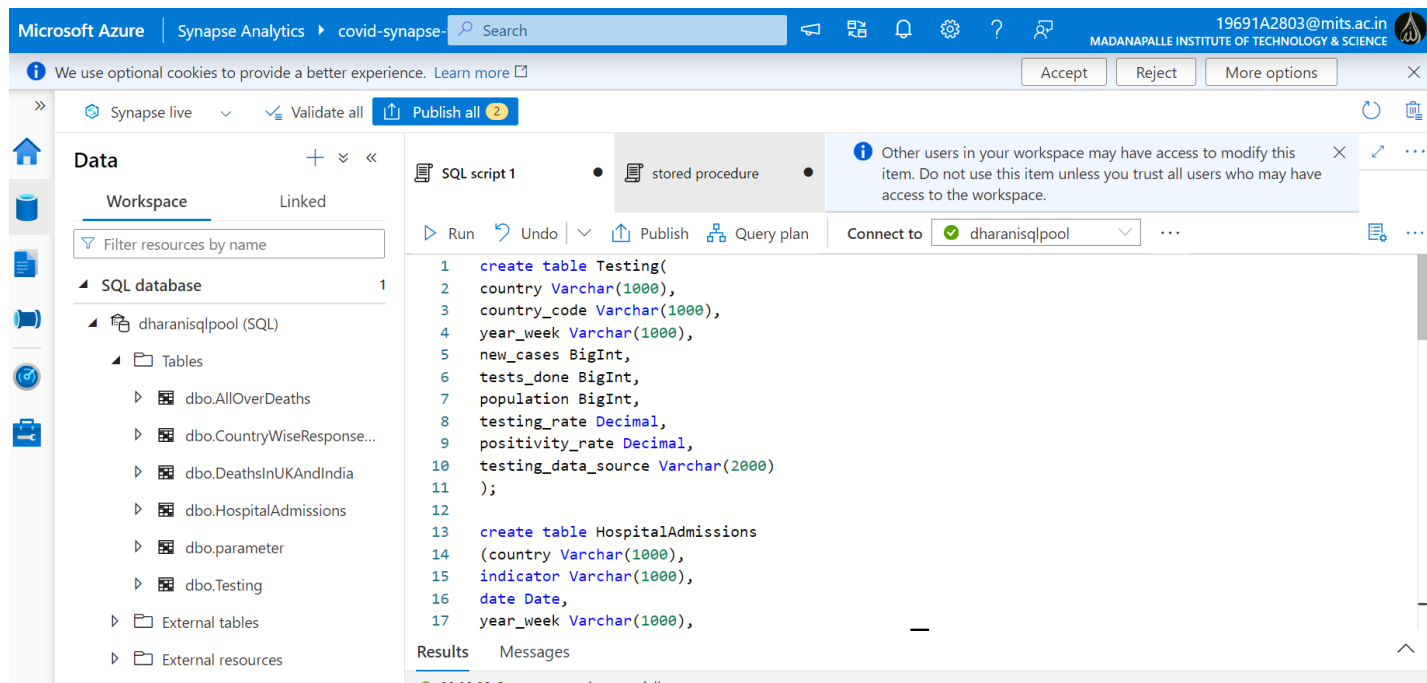 Microsoft Azure
Synapse Analytics
covid-synapse-
Search
19691A2803@mits.ac.in
MADANAPALLE INSTITUTE OF TECHNOLOGY & SCIENCE
We use optional cookies to provide a better experience. Learn more
Accept
Reject
More options
Synapse live
Validate all
Publish all 2
Data
Workspace
Linked
Filter resources by name
SQL database 1
dharanisqlpool (SQL)
Tables
dbo.AllOverDeaths
dbo.CountryWiseResponse...
dbo.DeathsInUKAndIndia
dbo.HospitalAdmissions
dbo.parameter
dbo.Testing
External tables
External resources
SQL script 1
stored procedure
Other users in your workspace may have access to modify this
item. Do not use this item unless you trust all users who may have
access to the workspace.
Run
Undo
Publish
Query plan
Connect to
dharanisqlpool
1 create table Testing(
2 country Varchar(1000),
3 country_code Varchar(1000),
4 year_week Varchar(1000),
5 new_cases BigInt,
6 tests_done BigInt,
7 population BigInt,
8 testing_rate Decimal,
9 positivity_rate Decimal,
10 testing_data_source Varchar(2000)
11 );
12
13 create table HospitalAdmissions
14 (country Varchar(1000),
15 indicator Varchar(1000),
16 date Date,
17 year_week Varchar(1000),
Results
Messages